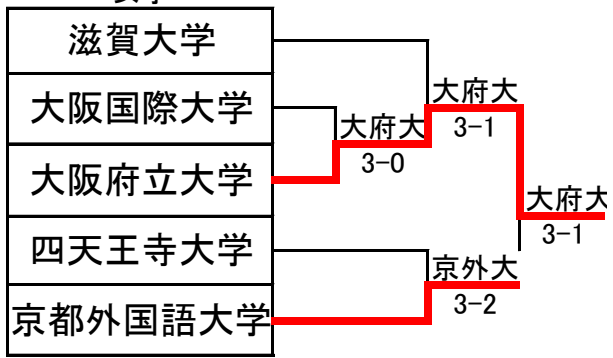 滋賀大学
大阪国際大学
大阪府立大学
四天王寺大学
京都外国語大学
大府大
3-0
大府大
3-1
京外大
3-2
大府大
3-1